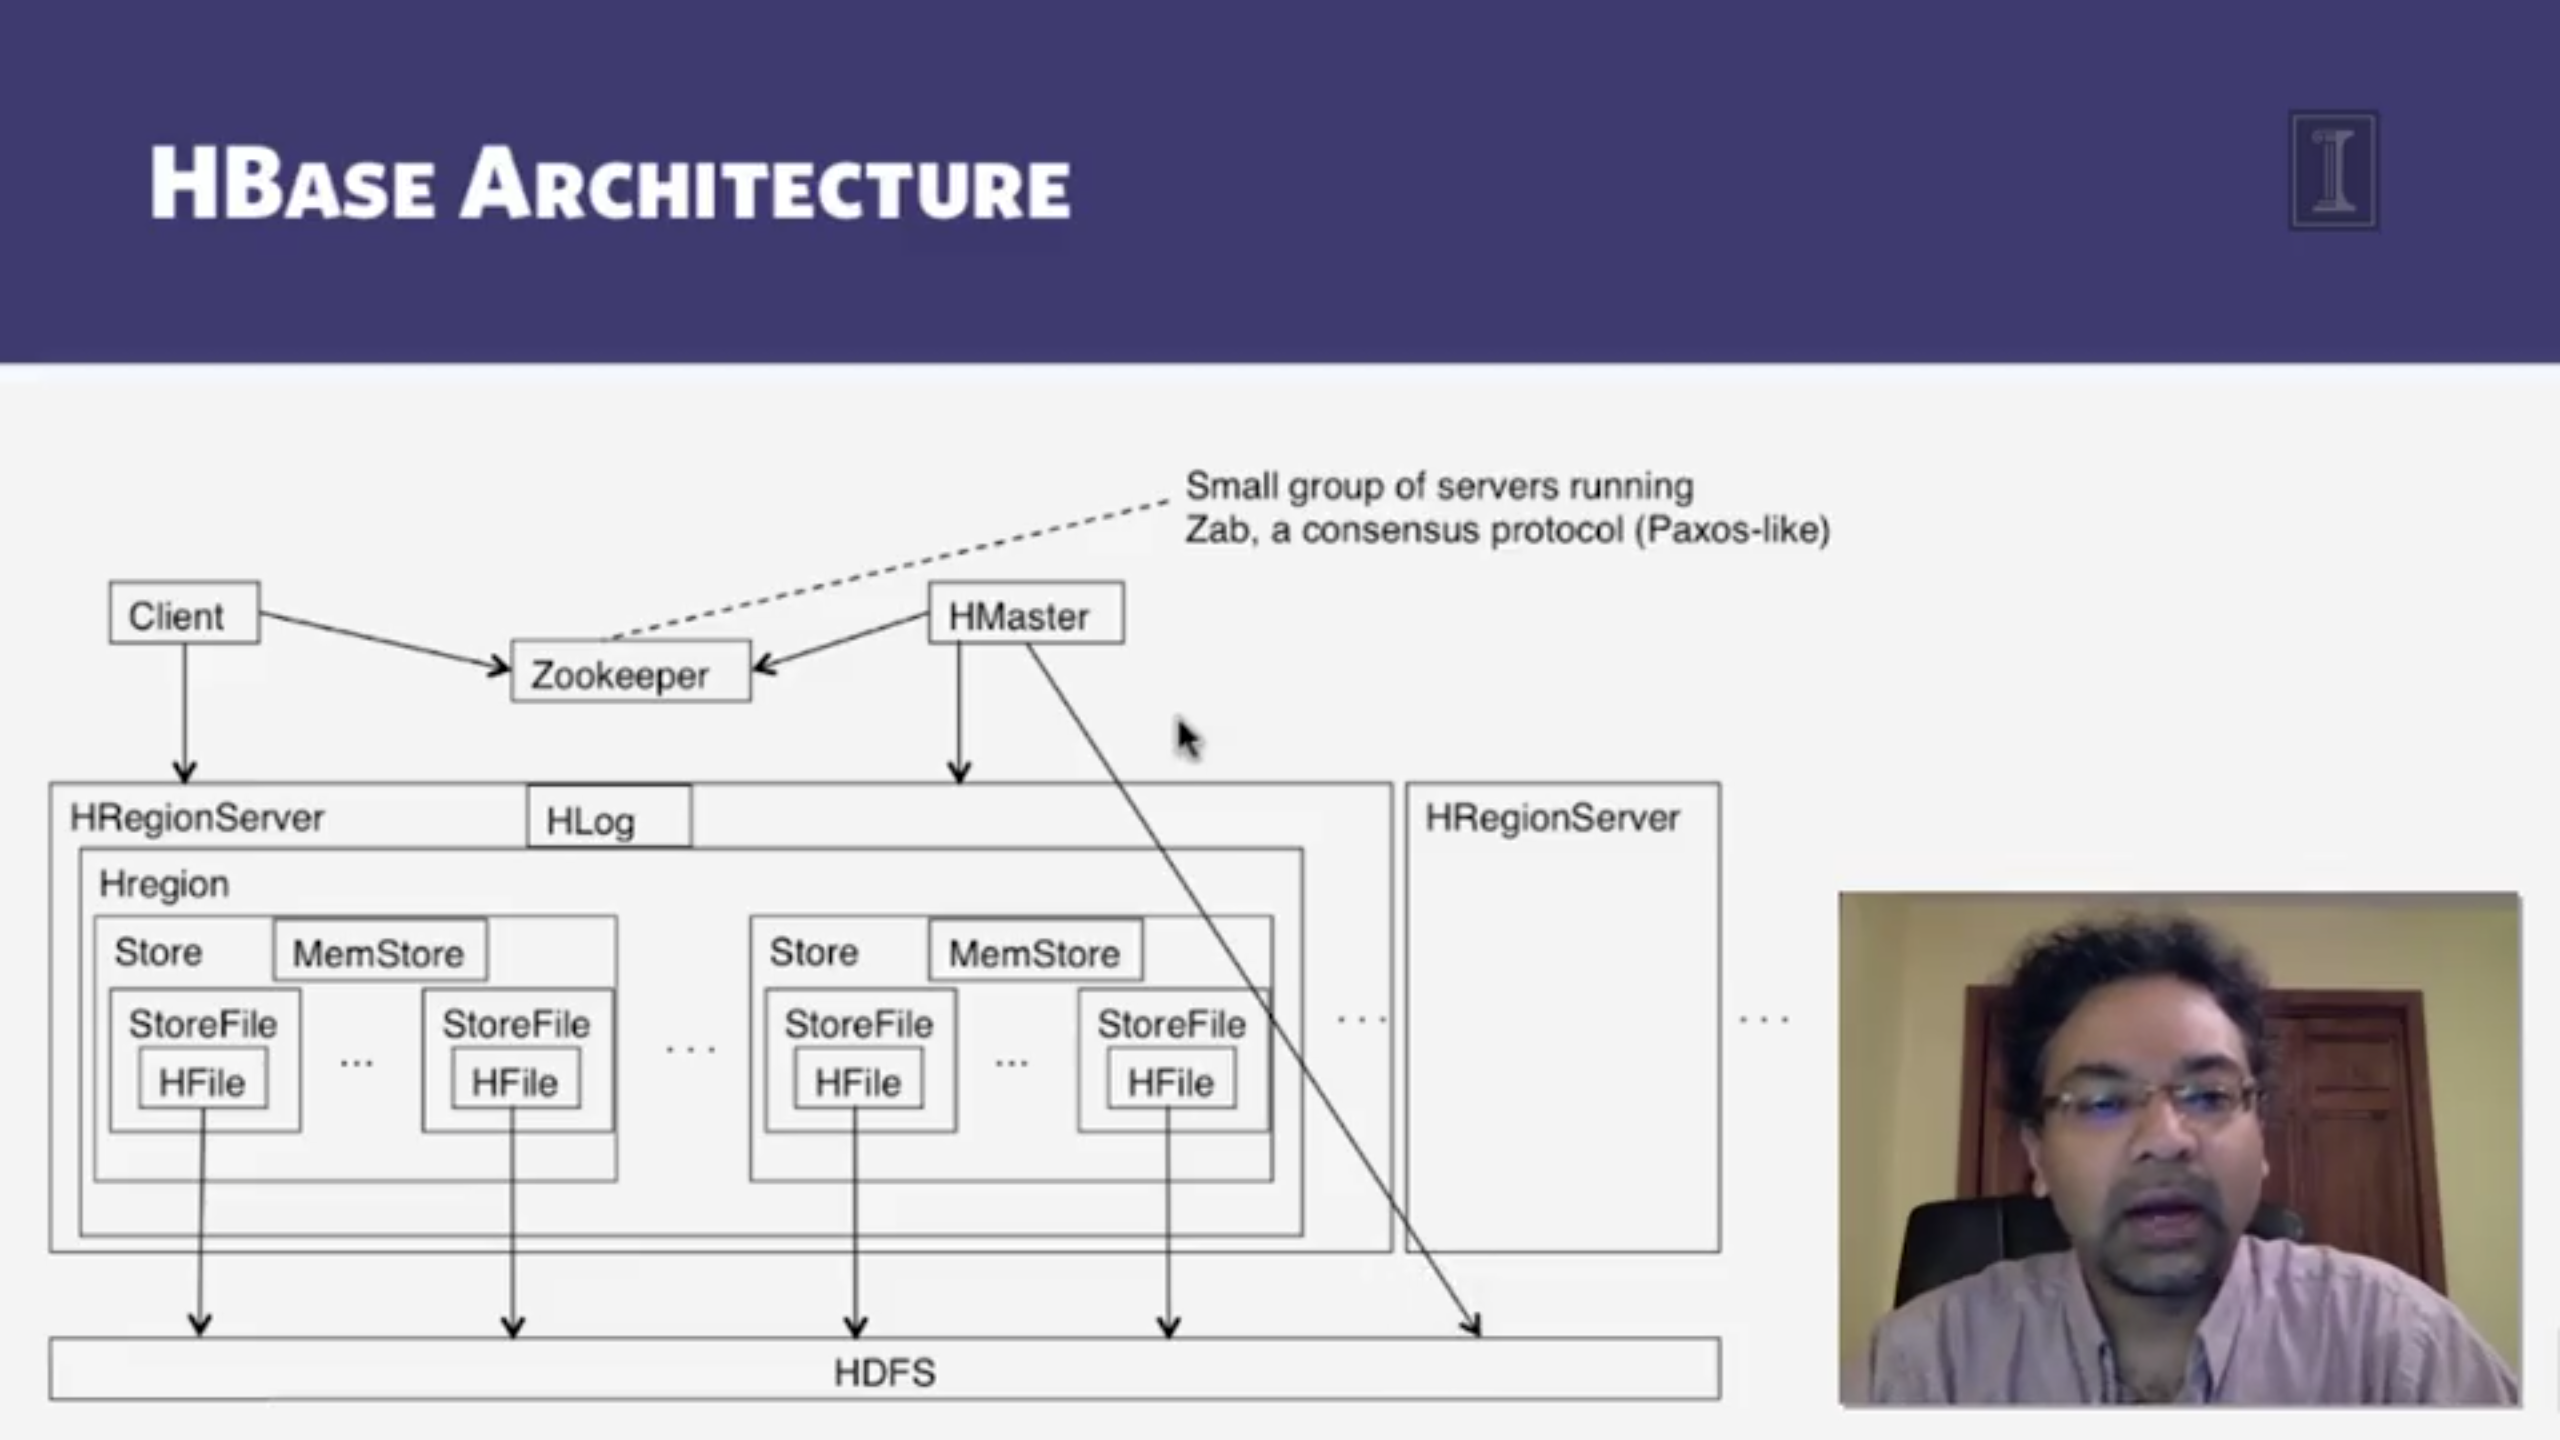 HBASE ARCHITECTURE
I
Small group of servers running
Zab, a consensus protocol (Paxos-like)
Client
HMaster
Zookeeper
HRegionServer
HLog
HRegionServer
Hregion
Store
MemStore
Store
MemStore
StoreFile
...
StoreFile
...
StoreFile
...
StoreFile
...
...
HFile
HFile
HFile
HFile
HDFS